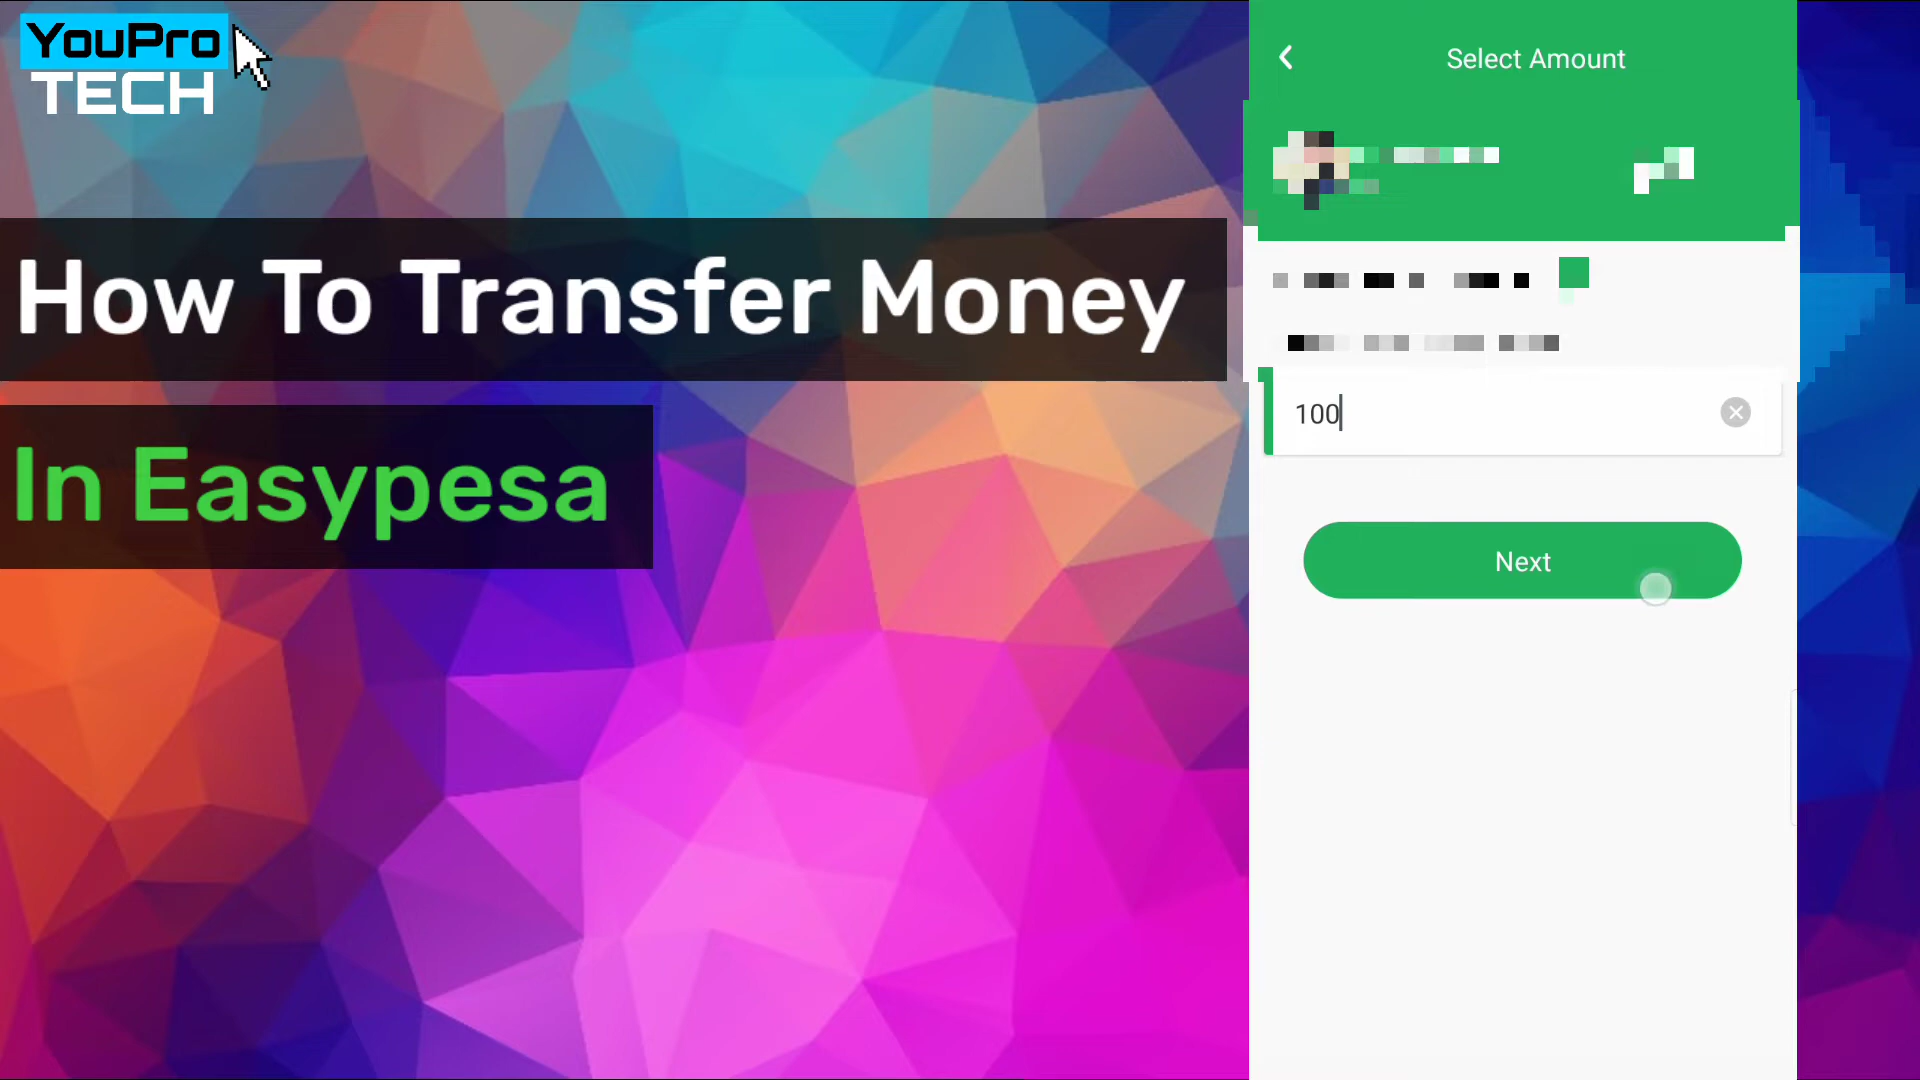 YouPro
TECH
How To Transfer Money
In Easypesa
Select Amount
100
Next